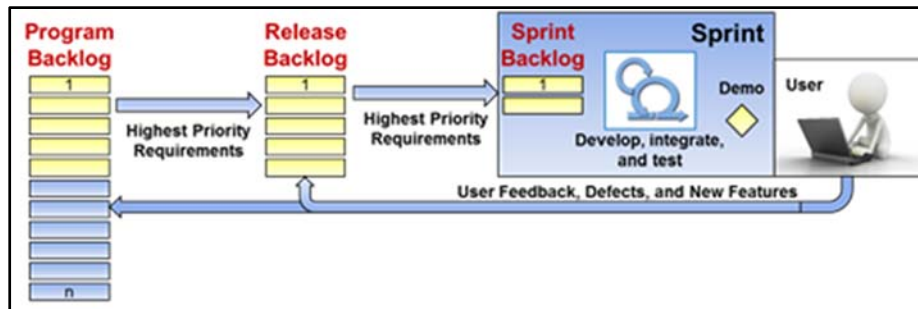 Program
Backlog
1
n
Highest Priority
Requirements
Release
Backlog
1
Highest Priority
Requirements
Sprint
Sprint
Backlog
1
Develop, integrate,
and test
Demo
User
User Feedback, Defects, and New Features